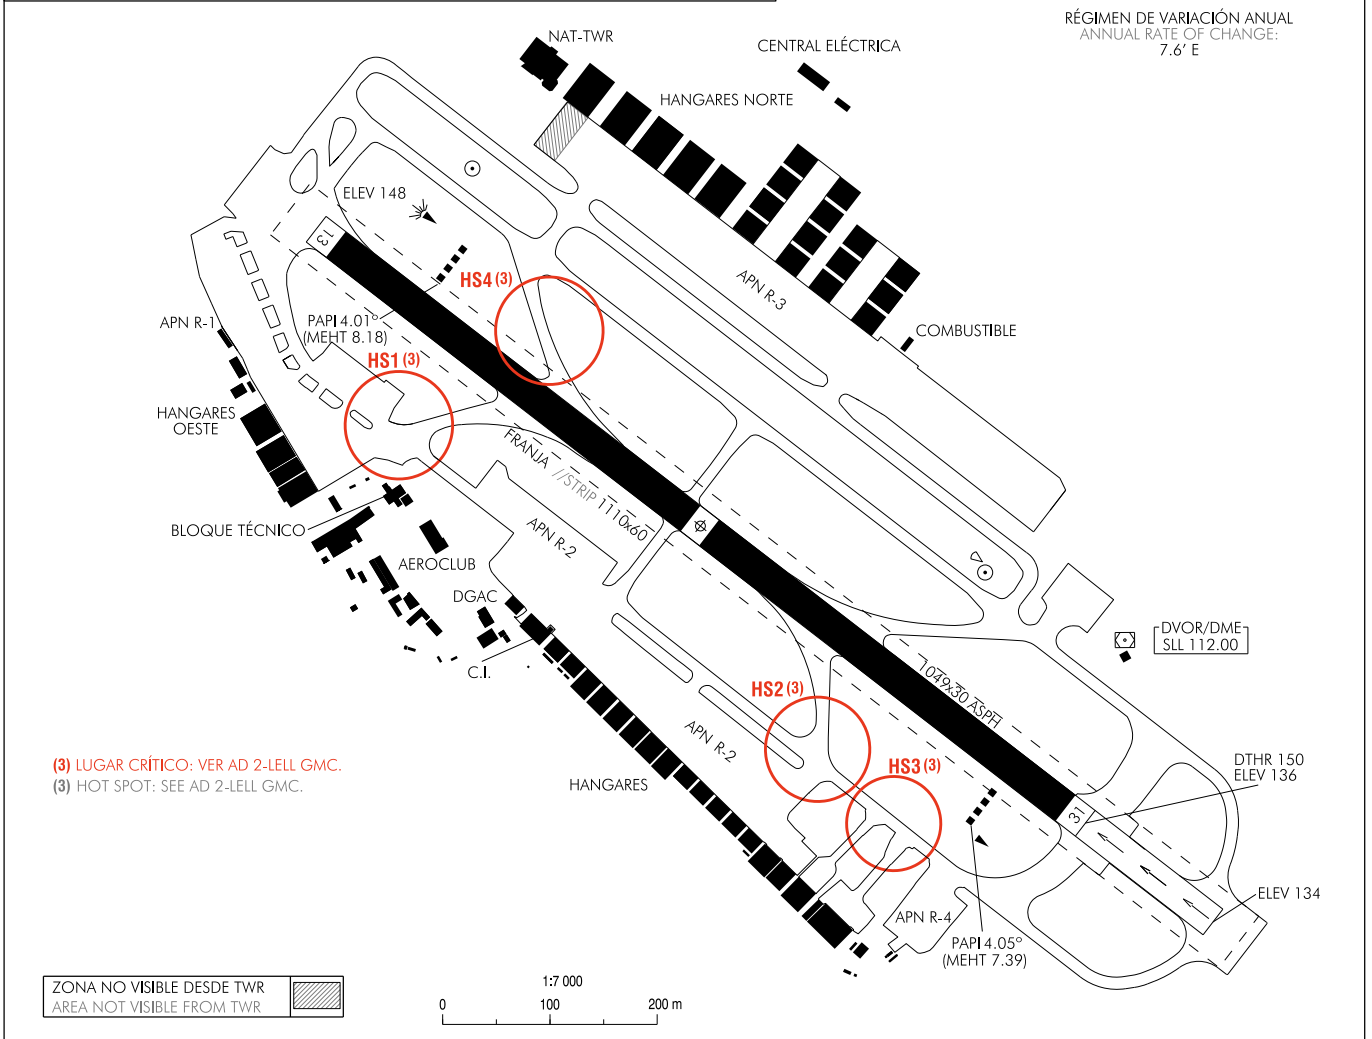 RÉGIMEN DE VARIACIÓN ANUAL
ANNUAL RATE OF CHANGE:
7.6’ E
NAT-TWR
CENTRAL ELÉCTRICA
HANGARES NORTE
ELEV 148
13
HS4 (3)
APN R-3
APN R-1
PAPI 4.01°
(MEHT 8.18)
COMBUSTIBLE
HS1 (3)
HANGARES
OESTE
FRANJA //STRIP 1110x60
BLOQUE TÉCNICO
APN R-2
AEROCLUB
DGAC
C.I.
DVOR/DME
SLL 112.00
1049x30 ASPH
HS2 (3)
APN R-2
HS3 (3)
HANGARES
DTHR 150
ELEV 136
31
(3) LUGAR CRÍTICO: VER AD 2-LELL GMC.
(3) HOT SPOT: SEE AD 2-LELL GMC.
ELEV 134
APN R-4
PAPI 4.05°
(MEHT 7.39)
ZONA NO VISIBLE DESDE TWR
AREA NOT VISIBLE FROM TWR
1:7 000
0 100 200 m